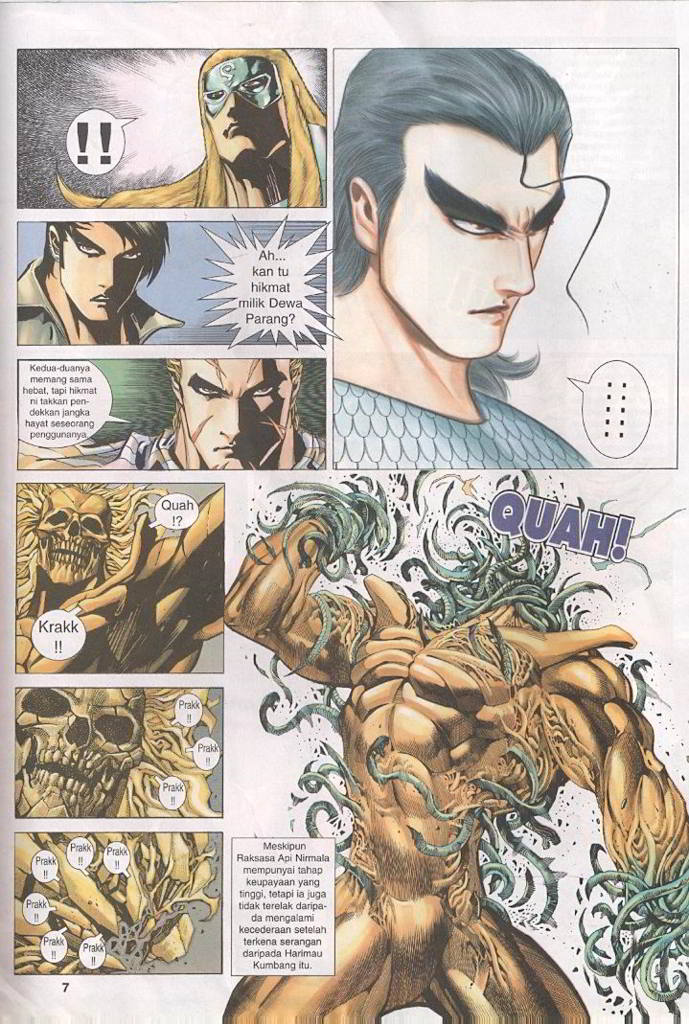 !!
Ah...
kan tu
hikmat
milik Dewa
Parang?
Kedua-duanya
memang sama
hebat, tapi hikmat
ni takkan pen-
dekkan jangka
hayat seseorang
penggunanya.
Quah
!?
Krakk
!!
QUAH!
Prakk
!!
Prakk
!!
Prakk
!!
Prakk
!!
Prakk
!!
Prakk
!!
Prakk
!!
Prakk
!!
Prakk
!!
Meskipun
Raksasa Api Nirmala
mempunyai tahap
keupayaan yang
tinggi, tetapi ia juga
tidak terelak daripa-
da mengalami
kecederaan setelah
terkena serangan
daripada Harimau
Kumbang itu.
7